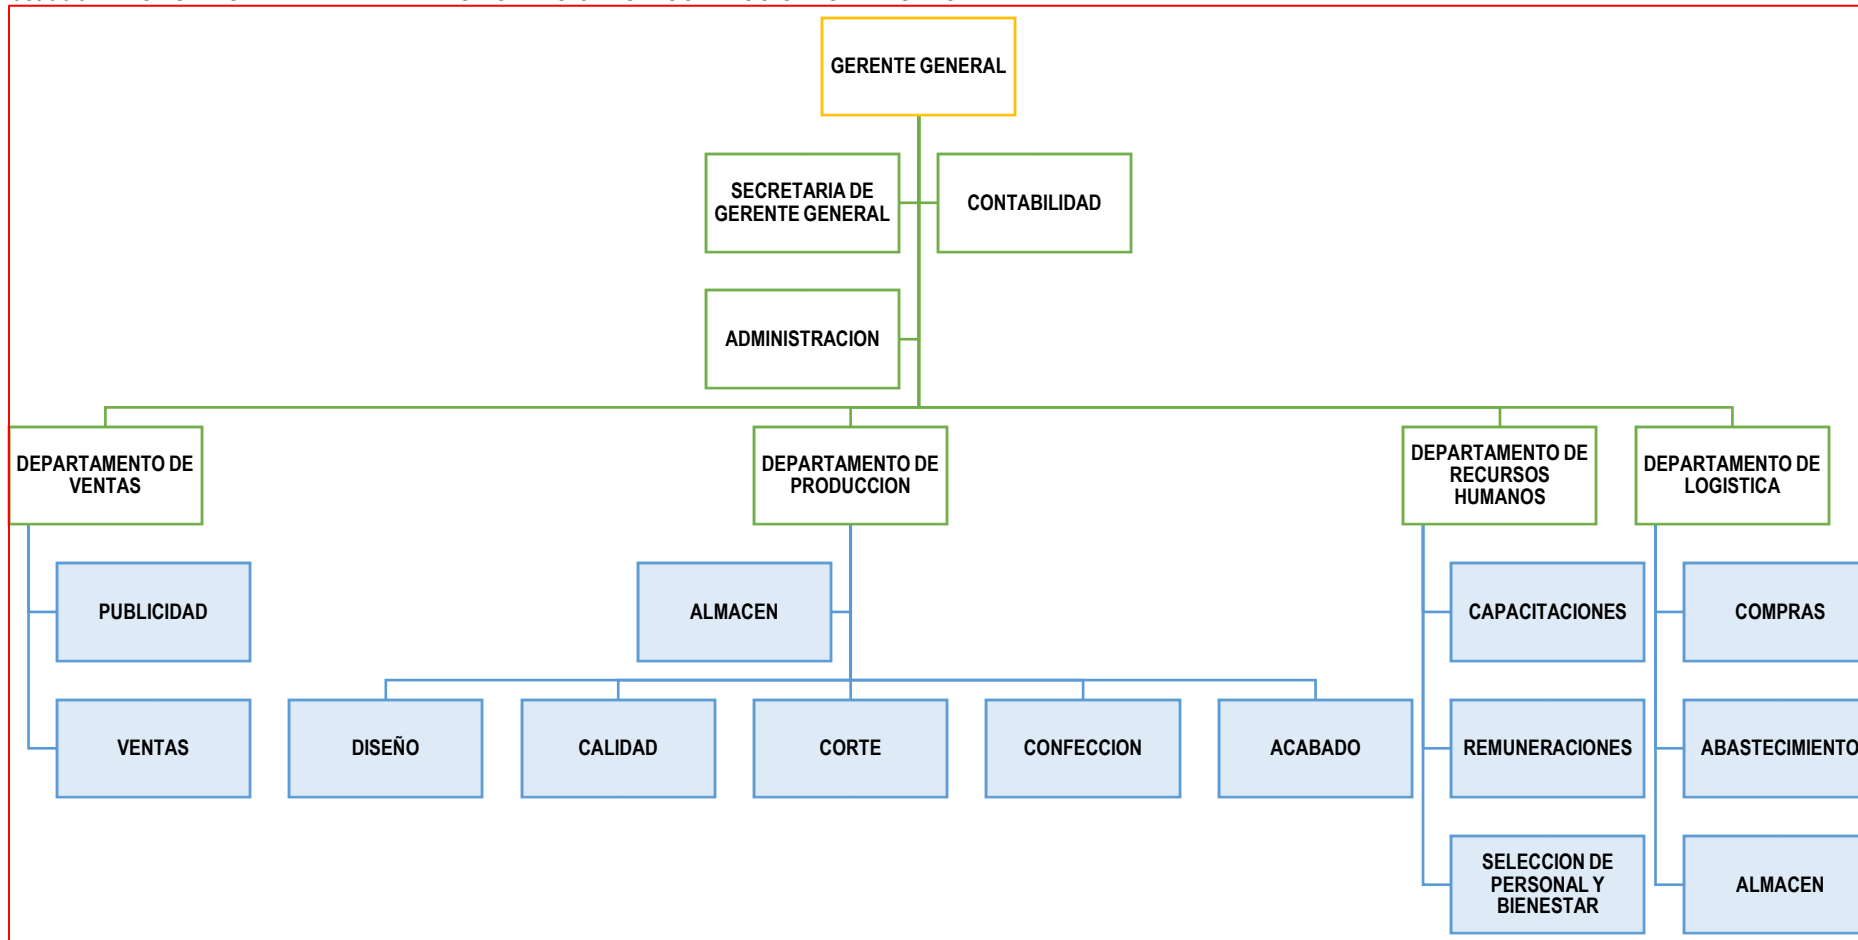 GERENTE GENERAL
SECRETARIA DE
GERENTE GENERAL
CONTABILIDAD
ADMINISTRACION
DEPARTAMENTO DE
VENTAS
DEPARTAMENTO DE
PRODUCCION
DEPARTAMENTO DE
RECURSOS
HUMANOS
DEPARTAMENTO DE
LOGISTICA
PUBLICIDAD
ALMACEN
CAPACITACIONES
COMPRAS
VENTAS
DISEÑO
CALIDAD
CORTE
CONFECCION
ACABADO
REMUNERACIONES
ABASTECIMIENTO
SELECCION DE
PERSONAL Y
BIENESTAR
ALMACEN